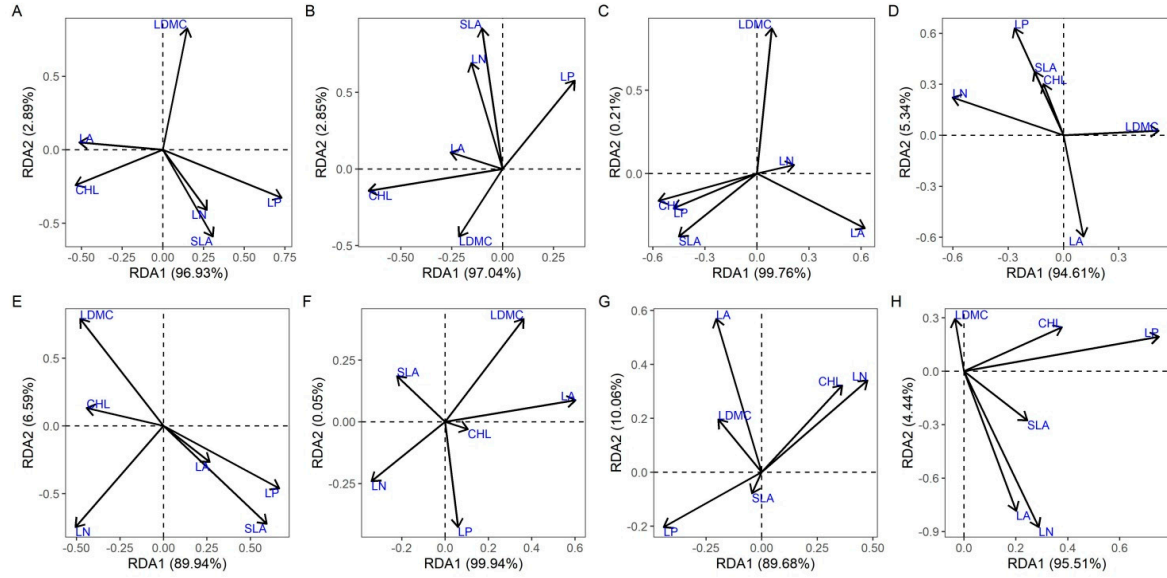 A
LDMC
LA
CHL
LN
LP
SLA
0.5
0.0
-0.5
-0.50 -0.25 0.00 0.25 0.50 0.75
RDA1 (96.93%)
RDA2 (2.89%)
B
SLA
LN
LP
LA
CHL
LDMC
0.5
0.0
-0.5
-0.50 -0.25 0.00 0.25
RDA1 (97.04%)
RDA2 (2.85%)
C
LDMC
LN
CHL
LP
SLA
LA
0.5
0.0
-0.50 -0.25 0.00 0.25 0.50
RDA1 (99.76%)
RDA2 (0.21%)
D
LP
SLA
CHL
LN
LDMC
LA
0.6
0.3
0.0
-0.3
-0.6
-0.6 -0.3 0.0 0.3
RDA1 (94.61%)
RDA2 (5.34%)
E
LDMC
CHL
LA
LP
LN
SLA
0.5
0.0
-0.5
-0.50 -0.25 0.00 0.25 0.50
RDA1 (89.94%)
RDA2 (6.59%)
F
LDMC
SLA
LA
CHL
LN
LP
0.25
0.00
-0.25
-0.2 0.0 0.2 0.4 0.6
RDA1 (99.94%)
RDA2 (0.05%)
G
LA
CHL
LN
LDMC
SLA
LP
0.6
0.4
0.2
0.0
-0.2
-0.25 0.00 0.25 0.50
RDA1 (89.68%)
RDA2 (10.06%)
H
LDMC
CHL
LP
SLA
LA
LN
0.3
0.0
-0.3
-0.6
-0.9
0.0 0.2 0.4 0.6
RDA1 (95.51%)
RDA2 (4.44%)